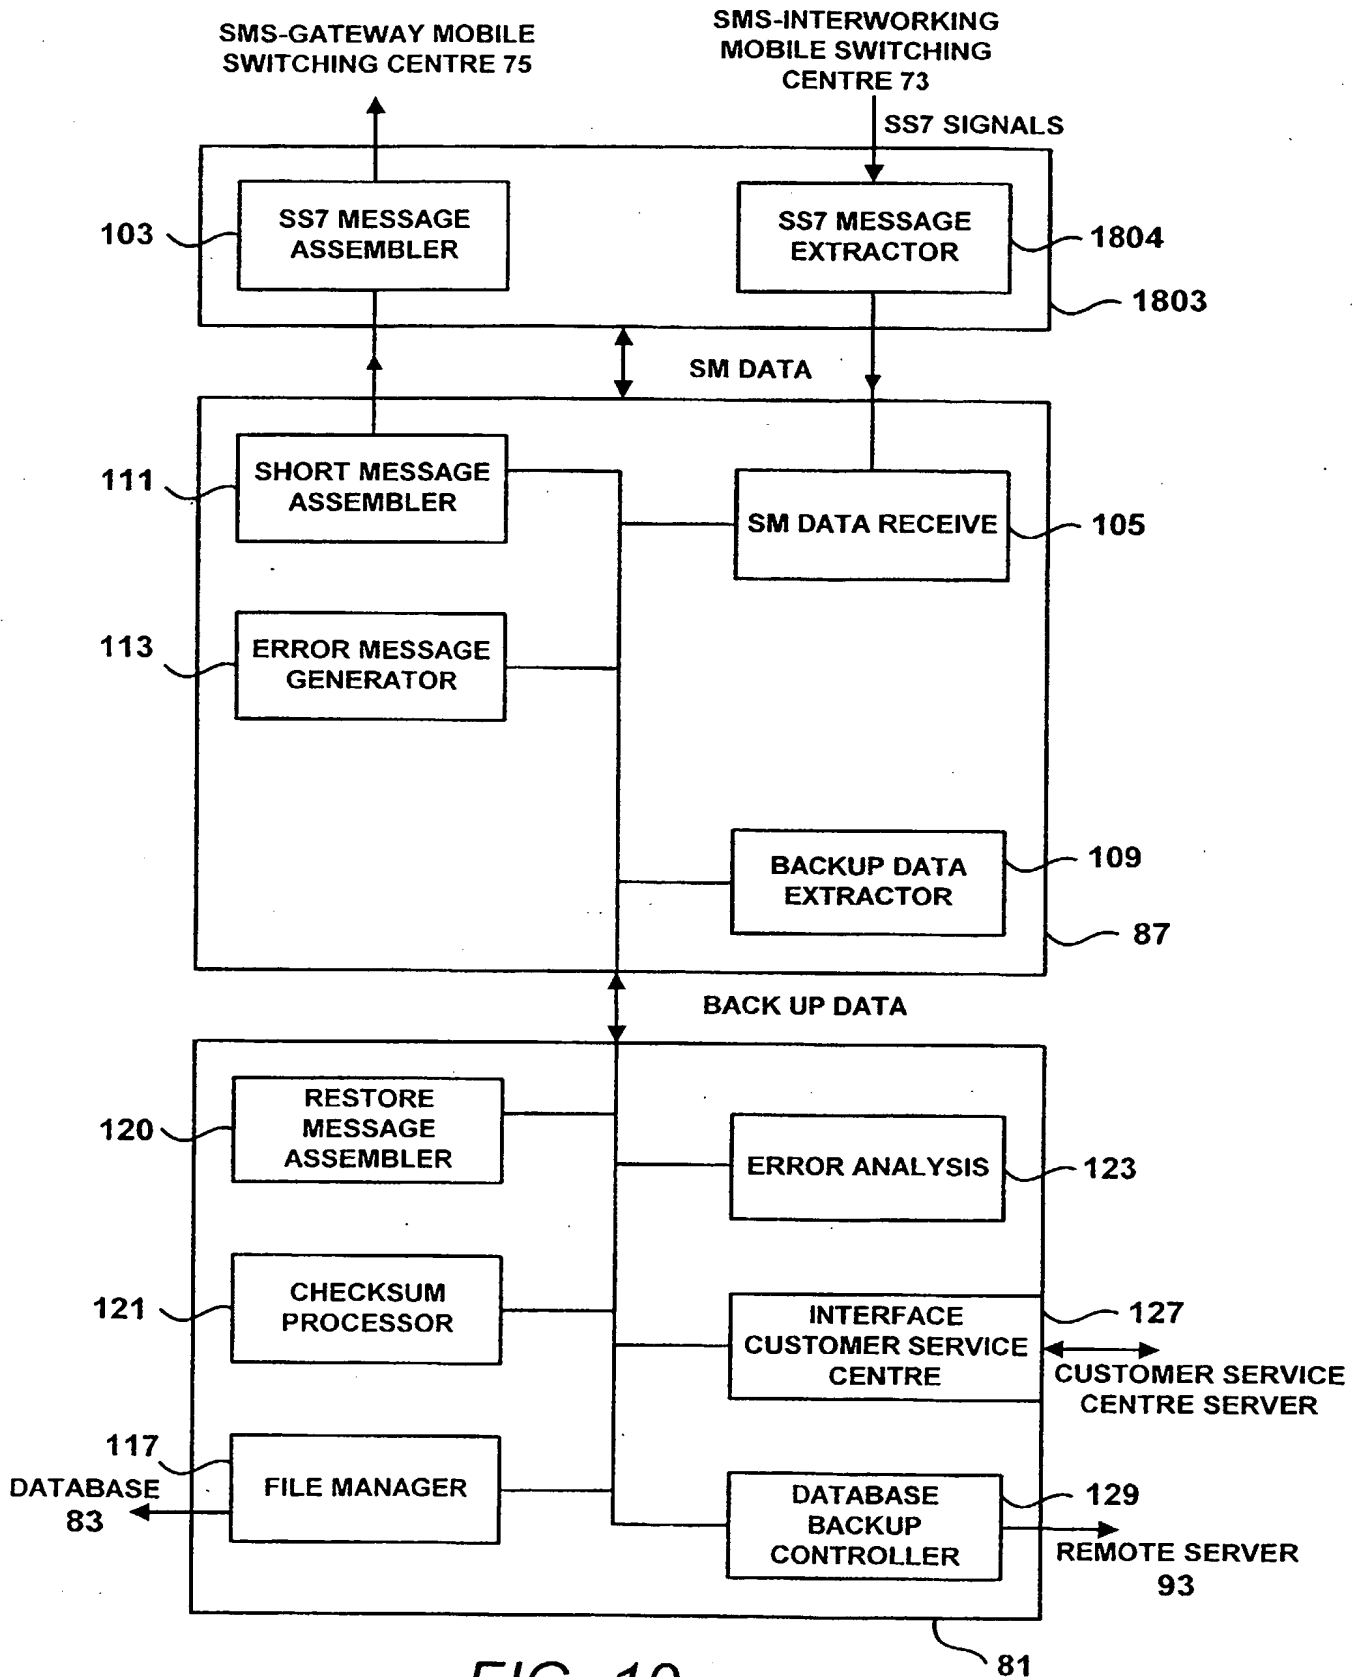 SMS-GATEWAY MOBILE
SWITCHING CENTRE 75
SMS-INTERWORKING
MOBILE SWITCHING
CENTRE 73
SS7 SIGNALS
103
SS7 MESSAGE
ASSEMBLER
SS7 MESSAGE
EXTRACTOR
1804
1803
SM DATA
111
SHORT MESSAGE
ASSEMBLER
SM DATA RECEIVE
105
113
ERROR MESSAGE
GENERATOR
BACKUP DATA
EXTRACTOR
109
87
BACK UP DATA
120
RESTORE
MESSAGE
ASSEMBLER
ERROR ANALYSIS
123
121
CHECKSUM
PROCESSOR
INTERFACE
CUSTOMER SERVICE
CENTRE
127
CUSTOMER SERVICE
CENTRE SERVER
117
FILE MANAGER
DATABASE
83
DATABASE
BACKUP
CONTROLLER
129
REMOTE SERVER
93
81